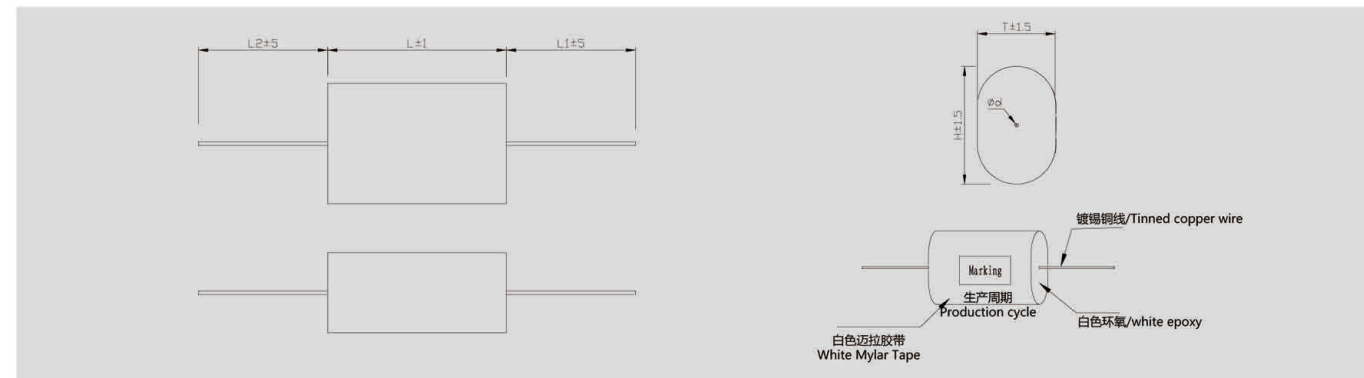 L2±5
L±1
L1±5
T±1.5
H±1.5
Ød
镀锡铜线/Tinned copper wire
Marking
生产周期
Production cycle
白色环氧/white epoxy
白色迈拉胶带
White Mylar Tape